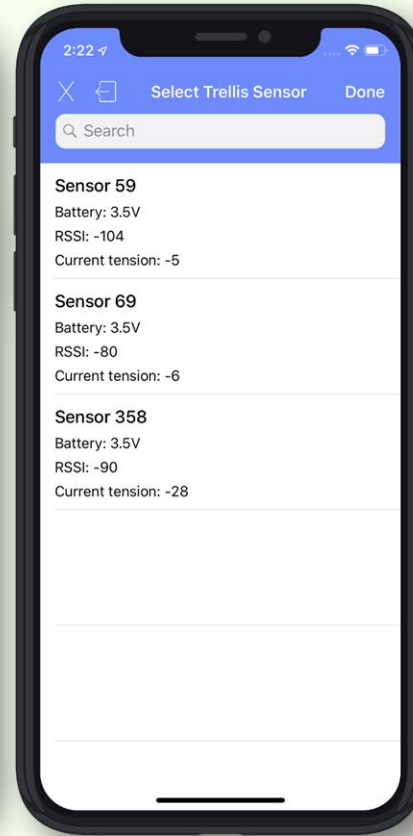 2:22
Select Trellis Sensor
Done
Search
Sensor 59
Battery: 3.5V
RSSI: -104
Current tension: -5
Sensor 69
Battery: 3.5V
RSSI: -80
Current tension: -6
Sensor 358
Battery: 3.5V
RSSI: -90
Current tension: -28